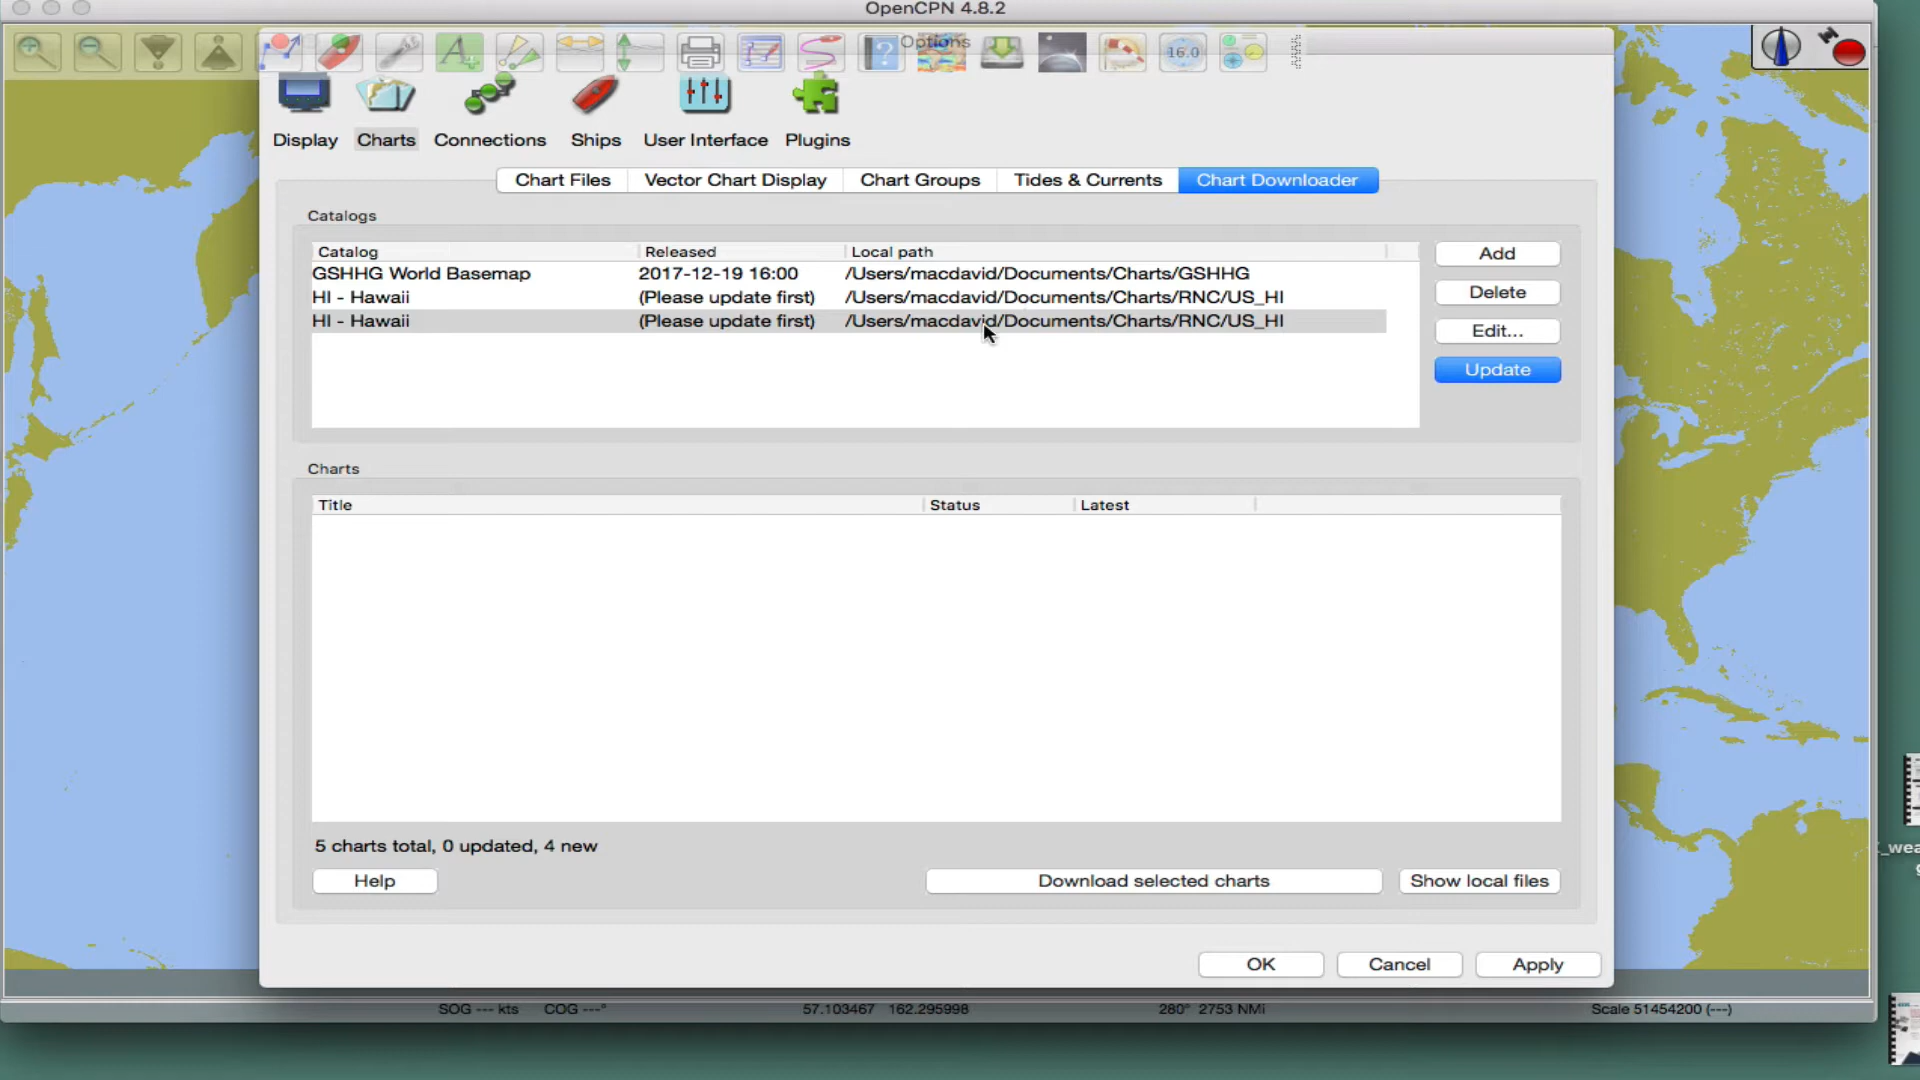 OpenCPN 4.8.2
Options
16.0
Display Charts Connections Ships User Interface Plugins
Chart Files Vector Chart Display Chart Groups Tides & Currents Chart Downloader
Catalogs
Catalog Released Local path
GSHHG World Basemap 2017-12-19 16:00 /Users/macdavid/Documents/Charts/GSHHG
HI - Hawaii (Please update first) /Users/macdavid/Documents/Charts/RNC/US_HI
HI - Hawaii (Please update first) /Users/macdavid/Documents/Charts/RNC/US_HI
Add
Delete
Edit...
Update
Charts
Title Status Latest
5 charts total, 0 updated, 4 new
Help Download selected charts Show local files
OK Cancel Apply
SOG --- kts COG ---° 57.103467 162.295998 280° 2753 NMi Scale 51454200 (---)